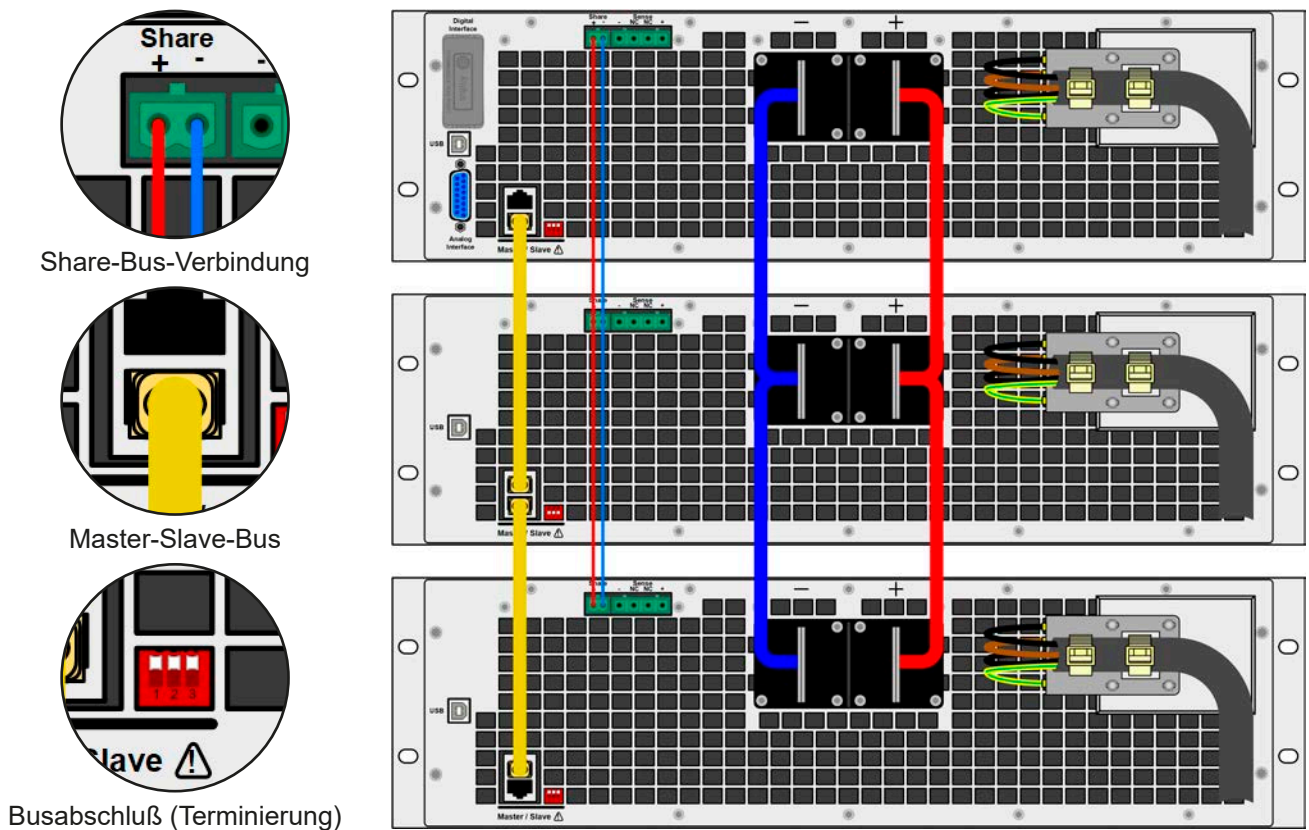 Share
+ -
-
Share-Bus-Verbindung
Master-Slave-Bus
1 2 3
Slave
Busabschluß (Terminierung)
Digital
Interface
Share
+ -
Sense
- NC NC +
− +
USB
Analog
Interface
Master / Slave
Share
Sense
- NC NC +
− +
USB
Master / Slave
Share
Sense
- NC NC +
− +
USB
Master / Slave